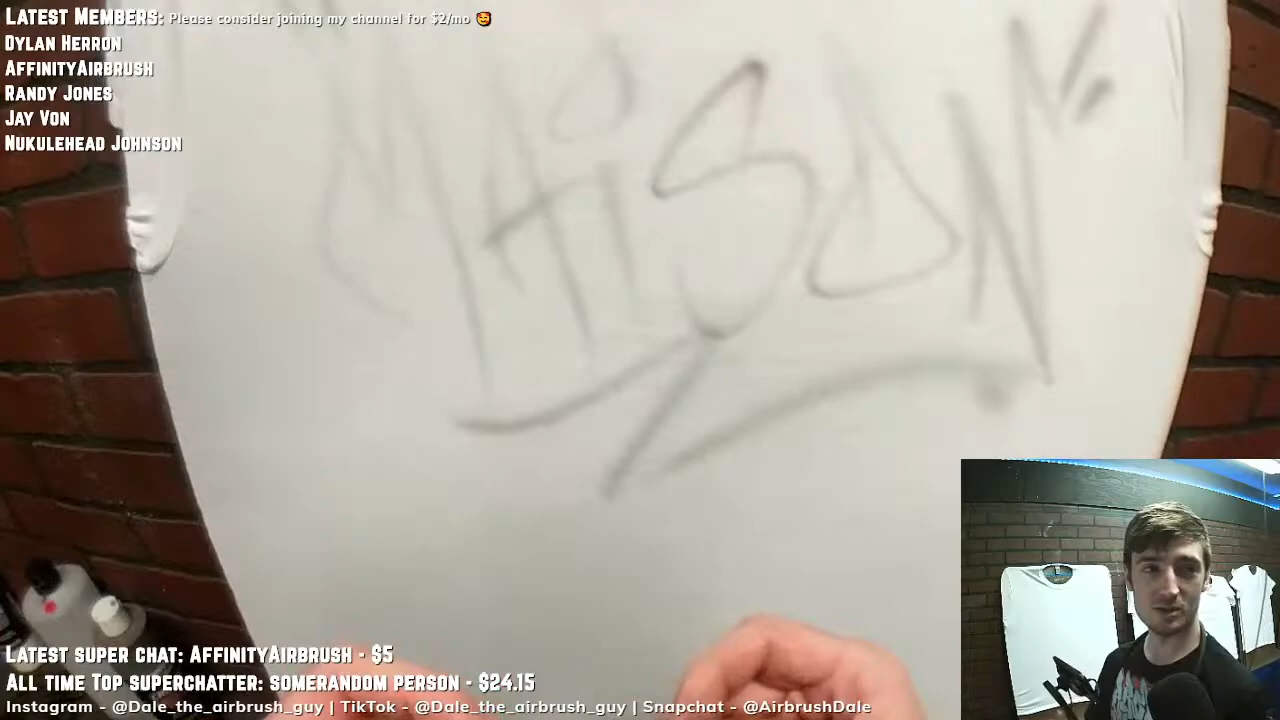 Latest Members: Please consider joining my channel for $2/mo 🥰
Dylan Herron
AffinityAirbrush
Randy Jones
Jay Von
Nukulehead Johnson
Latest super chat: AffinityAirbrush - $5
All time Top superchatter: somerandom person - $24.15
Instagram - @Dale_the_airbrush_guy | TikTok - @Dale_the_airbrush_guy | Snapchat - @AirbrushDale